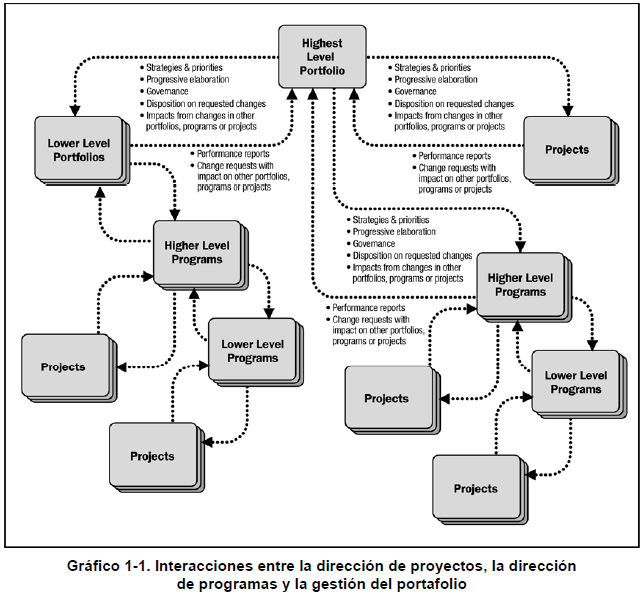 Highest
Level
Portfolio
• Strategies & priorities
• Progressive elaboration
• Governance
• Disposition on requested changes
• Impacts from changes in other
portfolios, programs or projects
• Strategies & priorities
• Progressive elaboration
• Governance
• Disposition on requested changes
• Impacts from changes in other
portfolios, programs or projects
Lower Level
Portfolios
• Performance reports
• Change requests with
impact on other portfolios,
programs or projects
• Performance reports
• Change requests with
impact on other portfolios,
programs or projects
Projects
Higher Level
Programs
• Strategies & priorities
• Progressive elaboration
• Governance
• Disposition on requested changes
• Impacts from changes in other
portfolios, programs or projects
Higher Level
Programs
• Performance reports
• Change requests with
impact on other portfolios,
programs or projects
Lower Level
Programs
Projects
Lower Level
Programs
Projects
Projects
Projects
Gráfico 1-1. Interacciones entre la dirección de proyectos, la dirección
de programas y la gestión del portafolio